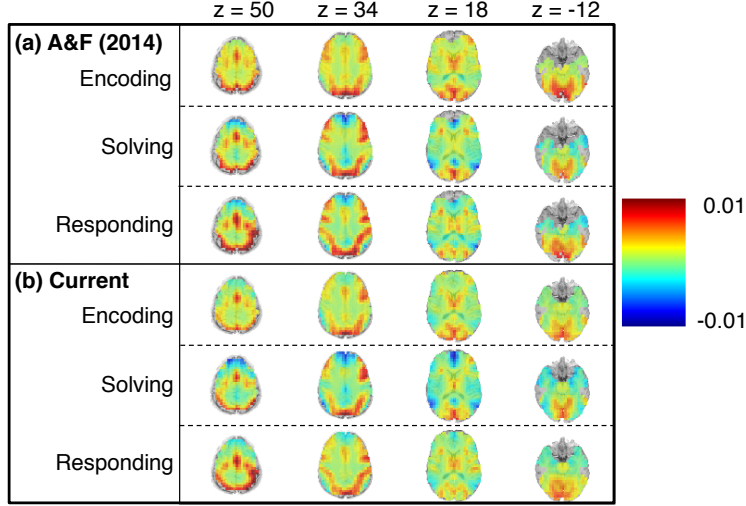 z = 50 z = 34 z = 18 z = -12
(a) A&F (2014)
Encoding
Solving
Responding
0.01
(b) Current
-0.01
Encoding
Solving
Responding